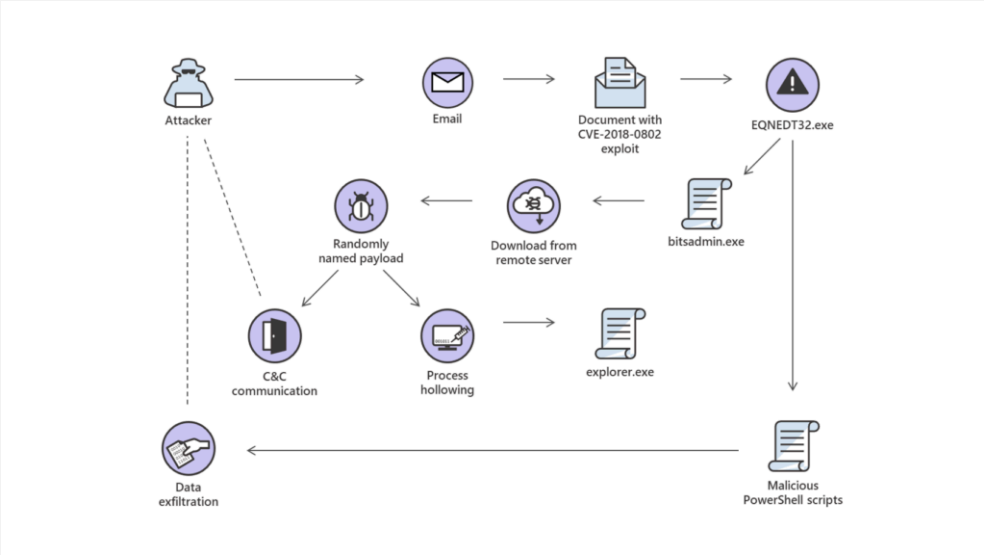 Attacker
Email
Document with
CVE-2018-0802
exploit
EQNEDT32.exe
bitsadmin.exe
Download from
remote server
Randomly
named payload
C&C
communication
Process
hollowing
explorer.exe
Data
exfiltration
Malicious
PowerShell scripts